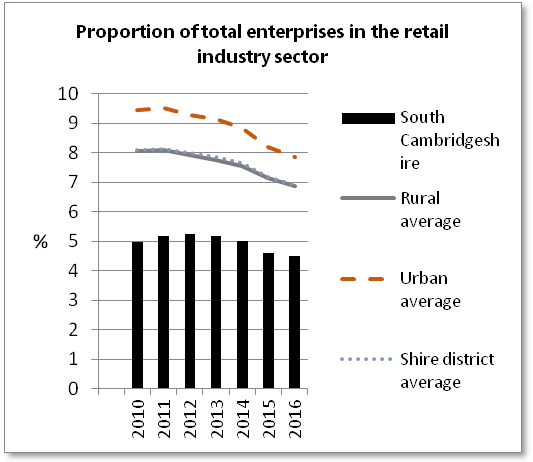 Proportion of total enterprises in the retail
industry sector
10
9
8
7
6
5
4
3
2
1
0
%
2010
2011
2012
2013
2014
2015
2016
South
Cambridgesh
ire
Rural
average
Urban
average
Shire district
average